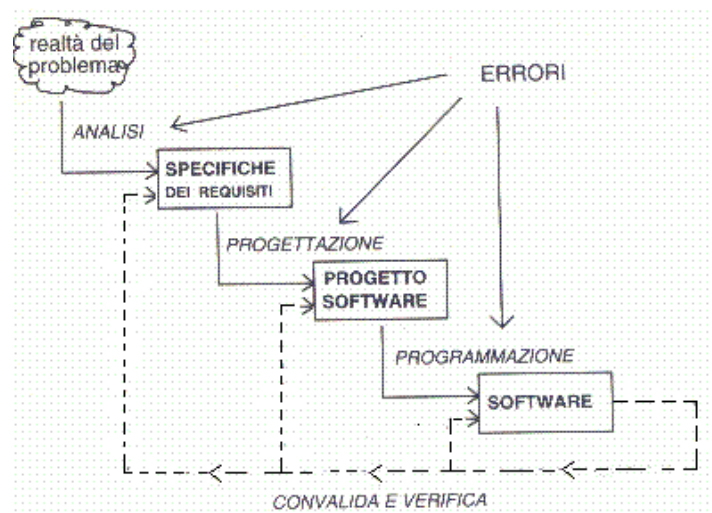 realtà del
problema
ERRORI
ANALISI
SPECIFICHE
DEI REQUISITI
PROGETTAZIONE
PROGETTO
SOFTWARE
PROGRAMMAZIONE
SOFTWARE
CONVALIDA E VERIFICA